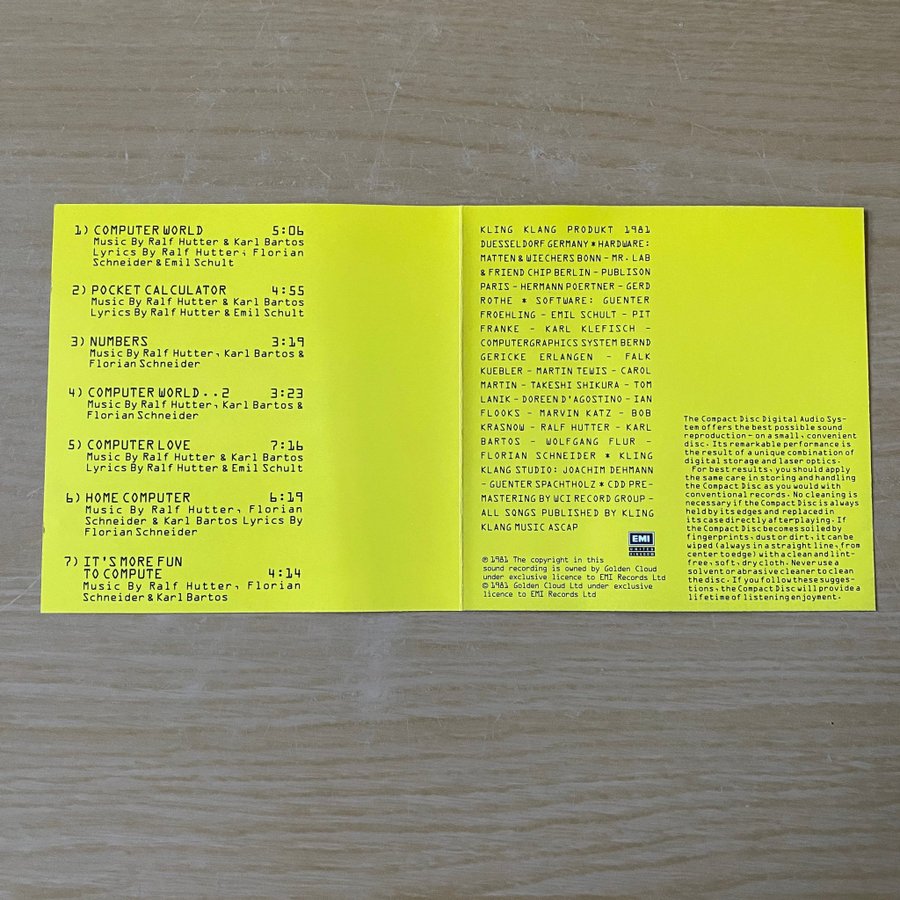 1) COMPUTER WORLD 5:06
Music By Ralf Hutter & Karl Bartos
Lyrics By Ralf Hutter, Florian
Schneider & Emil Schult
2) POCKET CALCULATOR 4:55
Music By Ralf Hutter & Karl Bartos
Lyrics By Ralf Hutter & Emil Schult
3) NUMBERS 3:19
Music By Ralf Hutter, Karl Bartos &
Florian Schneider
4) COMPUTER WORLD..2 3:23
Music By Ralf Hutter, Karl Bartos &
Florian Schneider
5) COMPUTER LOVE 7:16
Music By Ralf Hutter & Karl Bartos
Lyrics By Ralf Hutter & Emil Schult
6) HOME COMPUTER 6:19
Music By Ralf Hutter, Florian
Schneider & Karl Bartos Lyrics By
Florian Schneider
7) IT'S MORE FUN
TO COMPUTE 4:14
Music By Ralf Hutter, Florian
Schneider & Karl Bartos
KLING KLANG PRODUKT 1981
DUESSELDORF GERMANY * HARDWARE:
MATTEN & WIECHERS BONN – MR. LAB
& FRIEND CHIP BERLIN – PUBLISON
PARIS – HERMANN POERTNER – GERD
ROTHE * SOFTWARE: GUENTER
FROEHLING – EMIL SCHULT – PIT
FRANKE – KARL KLEFISCH –
COMPUTERGRAPHICS SYSTEM BERND
GERICKE ERLANGEN – FALK
KUEBLER – MARTIN TEWIS – CAROL
MARTIN – TAKESHI SHIKURA – TOM
LANIK – DOREEN D'AGOSTINO – IAN
FLOOKS – MARVIN KATZ – BOB
KRASNOW – RALF HUTTER – KARL
BARTOS – WOLFGANG FLUR –
FLORIAN SCHNEIDER * KLING
KLANG STUDIO: JOACHIM DEHMANN
– GUENTER SPACHTHOLZ * CDD PRE-
MASTERING BY WCI RECORD GROUP –
ALL SONGS PUBLISHED BY KLING
KLANG MUSIC ASCAP
EMI
UNITED
KINGDOM
℗ 1981 The copyright in this
sound recording is owned by Golden Cloud
under exclusive licence to EMI Records Ltd
© 1981 Golden Cloud Ltd under exclusive
licence to EMI Records Ltd
The Compact Disc Digital Audio Sys-
tem offers the best possible sound
reproduction – on a small, convenient
disc. Its remarkable performance is
the result of a unique combination of
digital storage and laser optics.
For best results, you should apply
the same care in storing and handling
the Compact Disc as you would with
conventional records. No cleaning is
necessary if the Compact Disc is always
held by its edges and replaced in
its case directly after playing. If
the Compact Disc becomes soiled by
fingerprints, dust or dirt, it can be
wiped (always in a straight line, from
center to edge) with a clean and lint-
free, soft, dry cloth. Never use a
solvent or abrasive cleaner to clean
the disc. If you follow these sugges-
tions, the Compact Disc will provide a
lifetime of listening enjoyment.